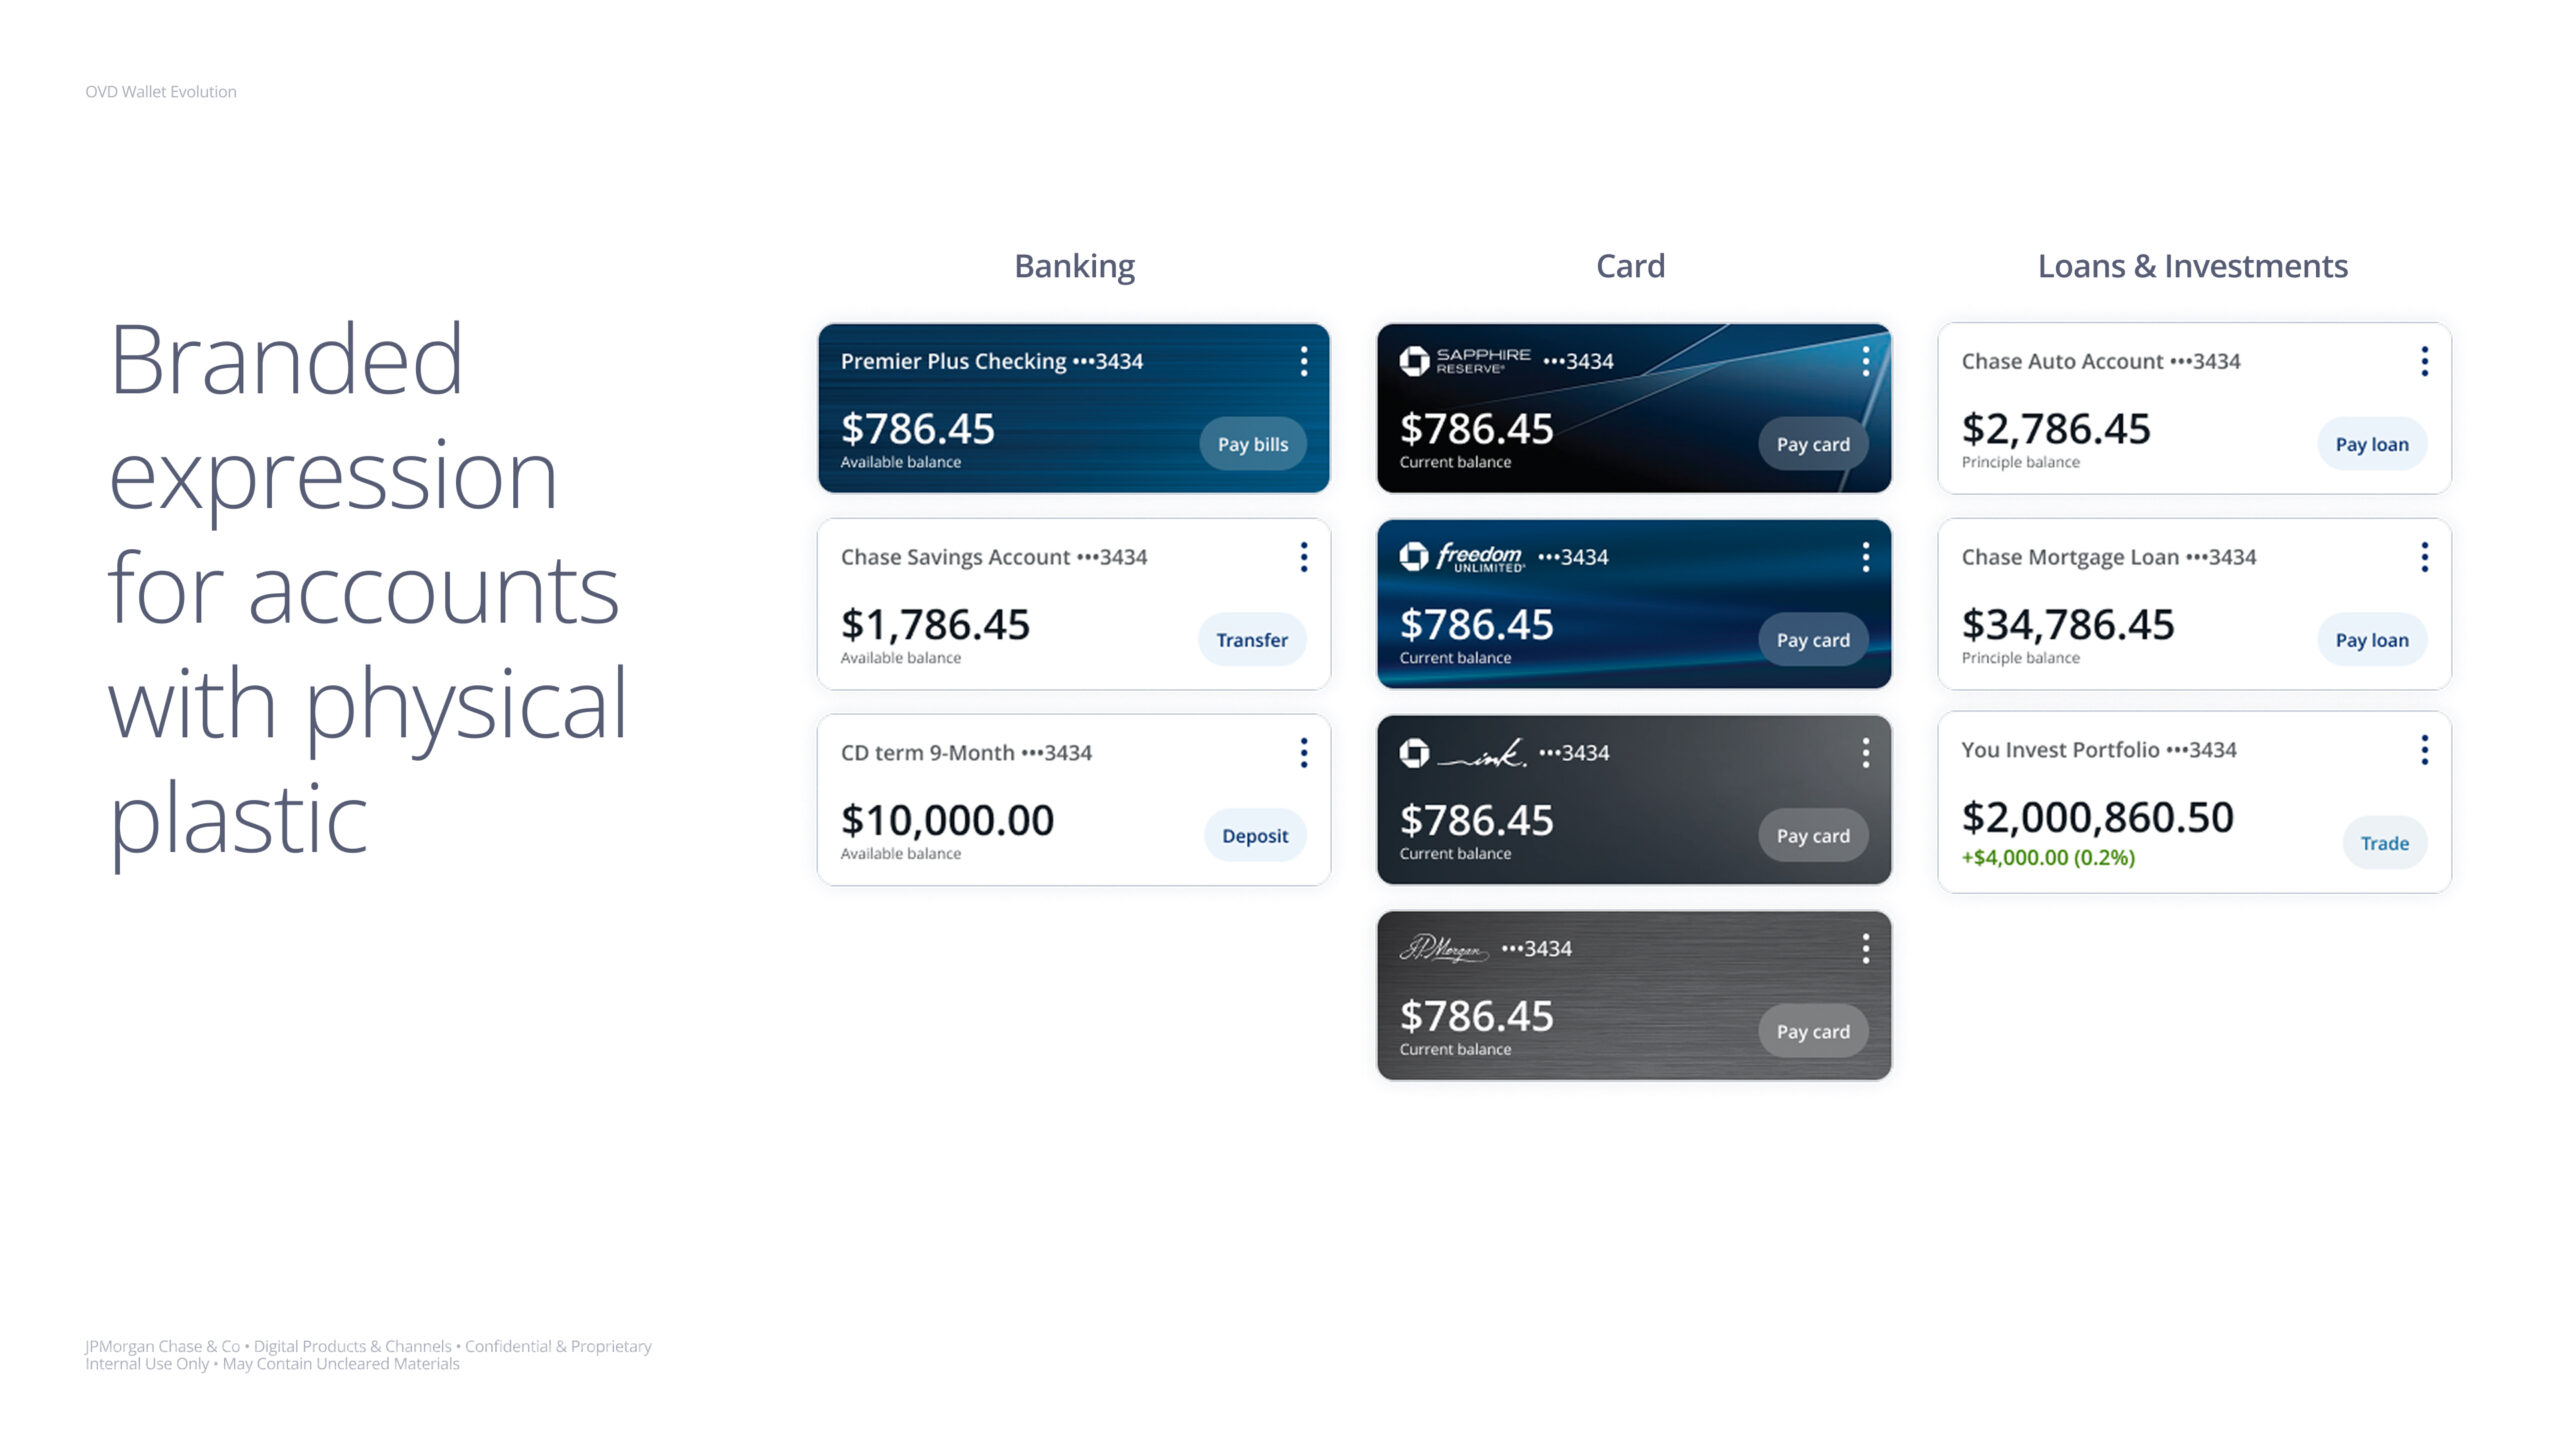 OVD Wallet Evolution
Branded
expression
for accounts
with physical
plastic
Banking
Premier Plus Checking •••3434
$786.45
Available balance
Pay bills
Chase Savings Account •••3434
$1,786.45
Available balance
Transfer
CD term 9-Month •••3434
$10,000.00
Available balance
Deposit
Card
SAPPHIRE
RESERVE®
•••3434
$786.45
Current balance
Pay card
freedom
UNLIMITED®
•••3434
$786.45
Current balance
Pay card
ink. •••3434
$786.45
Current balance
Pay card
J.P.Morgan •••3434
$786.45
Current balance
Pay card
Loans & Investments
Chase Auto Account •••3434
$2,786.45
Principle balance
Pay loan
Chase Mortgage Loan •••3434
$34,786.45
Principle balance
Pay loan
You Invest Portfolio •••3434
$2,000,860.50
+$4,000.00 (0.2%)
Trade
JPMorgan Chase & Co • Digital Products & Channels • Confidential & Proprietary
Internal Use Only • May Contain Uncleared Materials